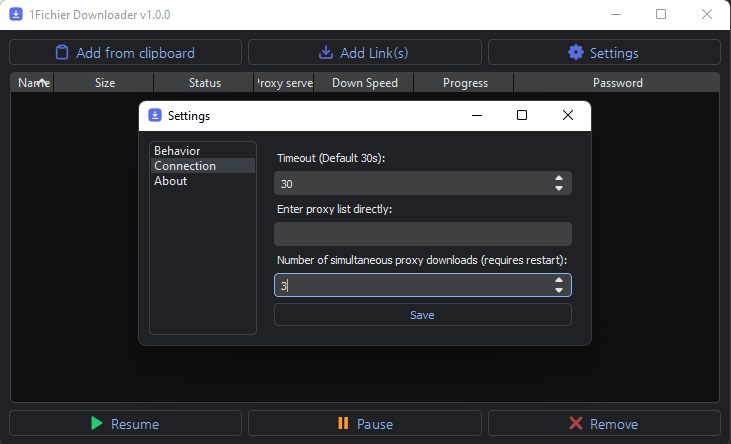 1Fichier Downloader v1.0.0
Add from clipboard
Add Link(s)
Settings
Name Size Status Proxy serve Down Speed Progress Password
Settings
Behavior
Connection
About
Timeout (Default 30s):
30
Enter proxy list directly:
Number of simultaneous proxy downloads (requires restart):
3
Save
Resume
Pause
Remove